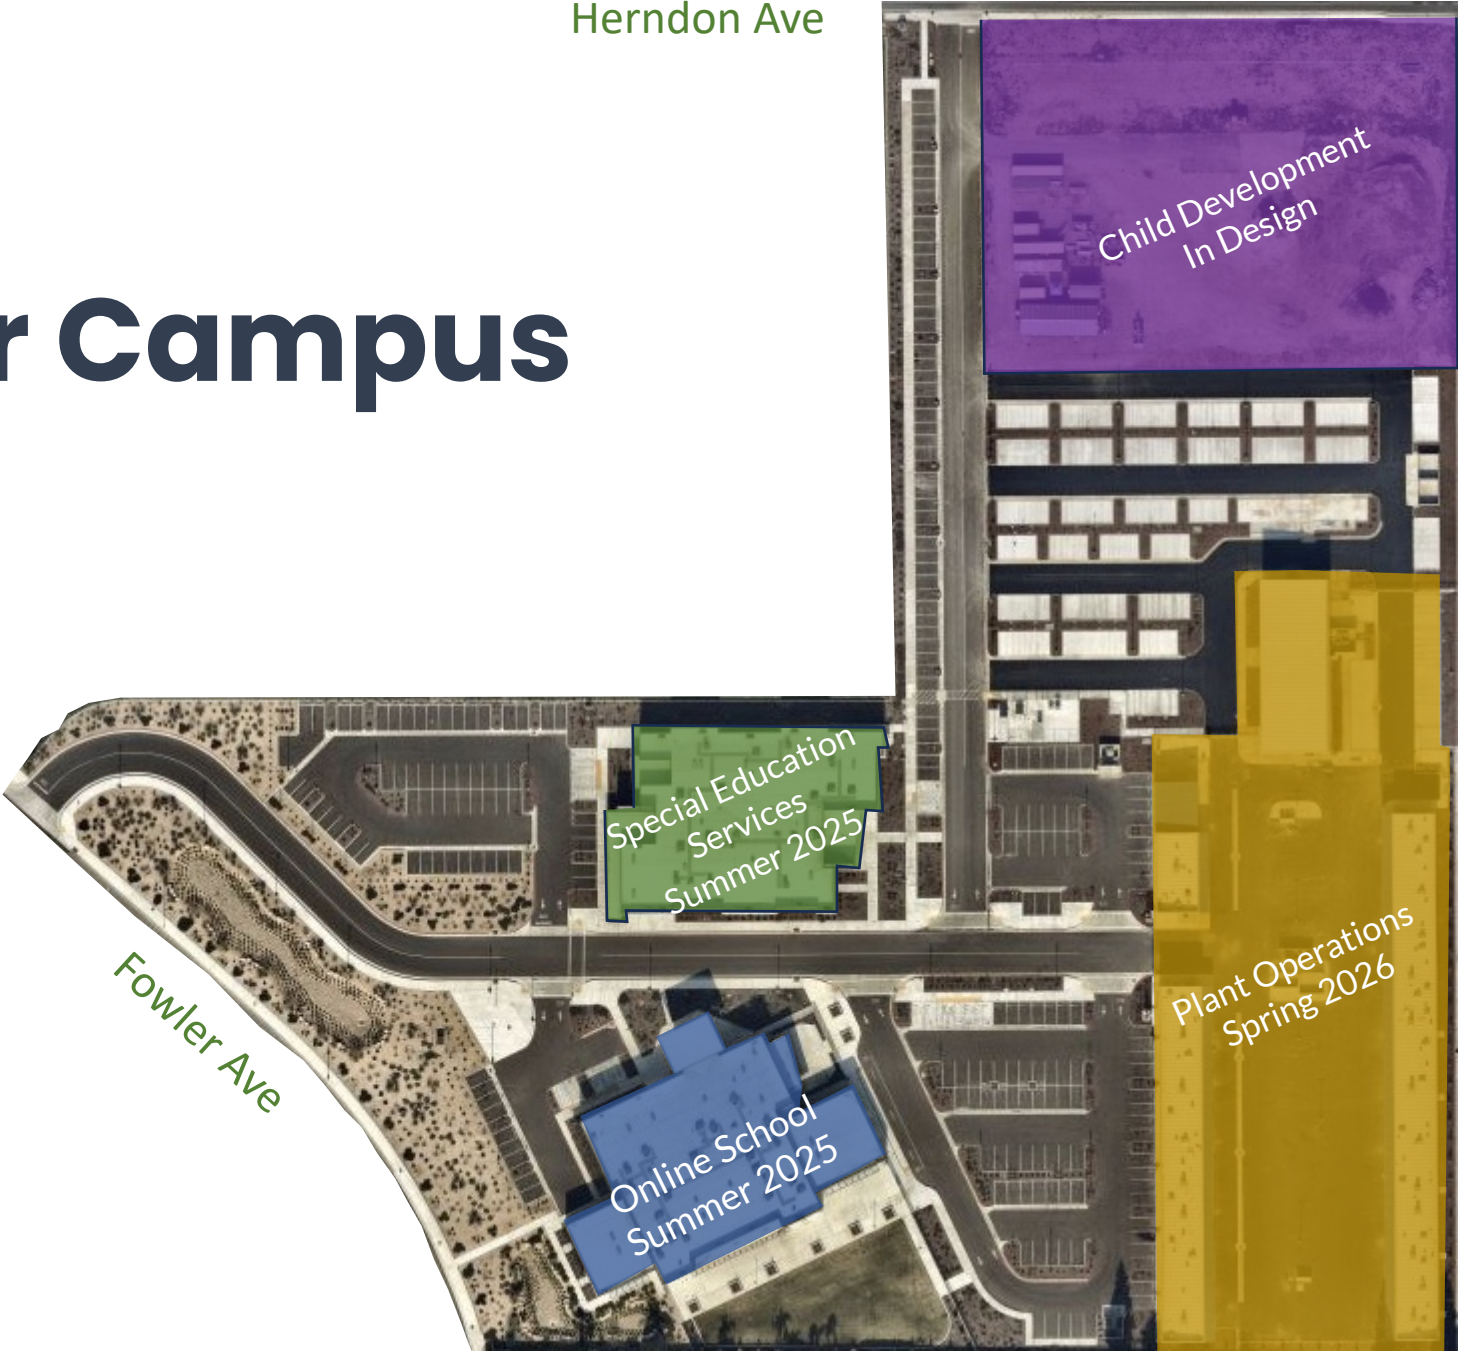 Herndon Ave
Child Development
In Design
r Campus
Special Education
Services
Summer 2025
Plant Operations
Spring 2026
Fowler Ave
Online School
Summer 2025